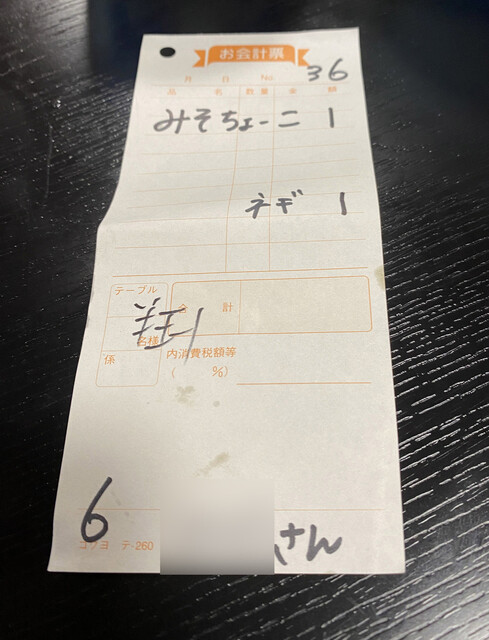 お会計票
月 日 No. 36
品 名 数量 金 額
みそちょーニ 1
ネギ 1
テーブル
名様
係
合 計
内消費税額等
( %)
6
コクヨ テ-260
さん